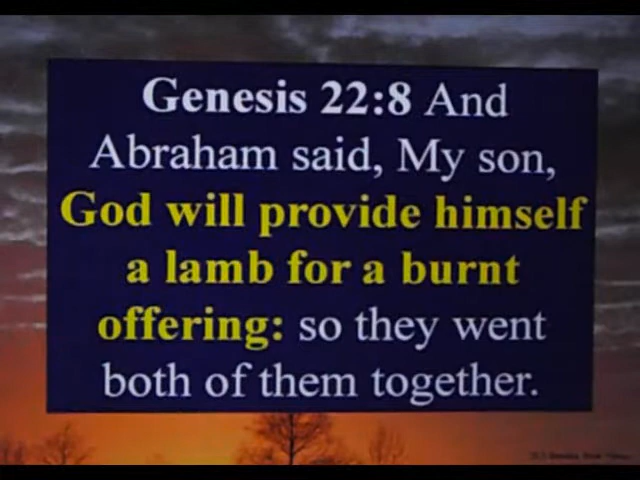 Genesis 22:8 And
Abraham said, My son,
God will provide himself
a lamb for a burnt
offering: so they went
both of them together.